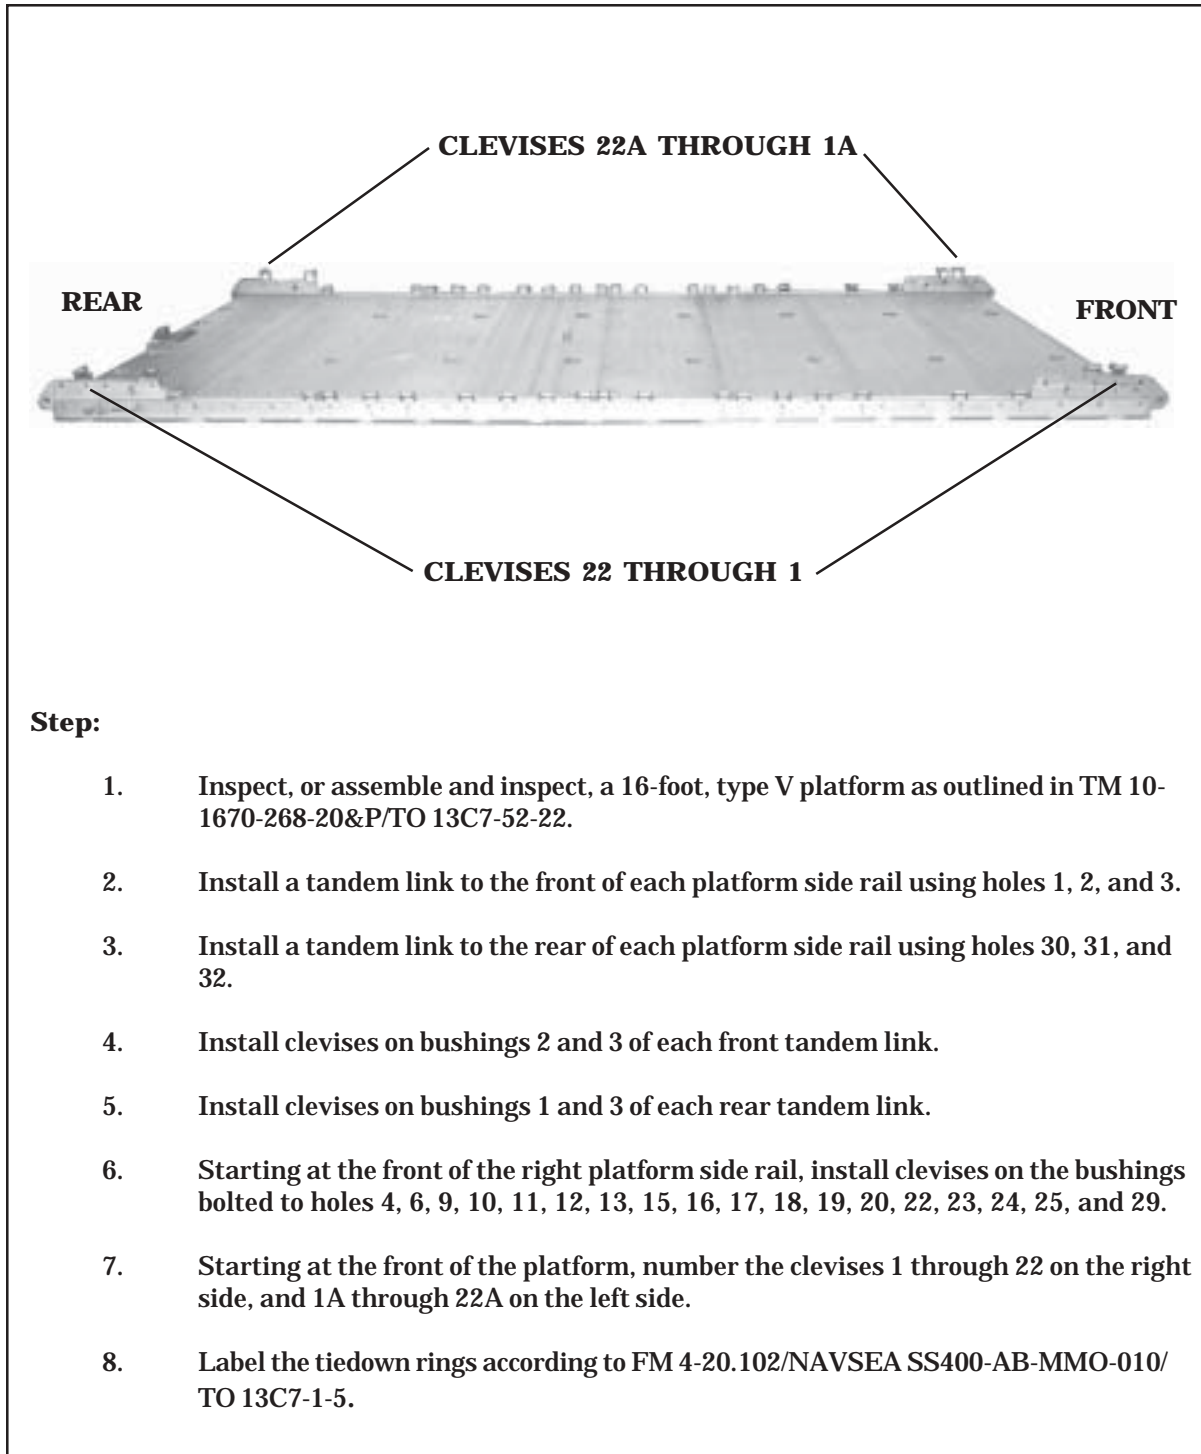 CLEVISES 22A THROUGH 1A
REAR
FRONT
CLEVISES 22 THROUGH 1
Step:
1. Inspect, or assemble and inspect, a 16-foot, type V platform as outlined in TM 10-
1670-268-20&P/TO 13C7-52-22.
2. Install a tandem link to the front of each platform side rail using holes 1, 2, and 3.
3. Install a tandem link to the rear of each platform side rail using holes 30, 31, and
32.
4. Install clevises on bushings 2 and 3 of each front tandem link.
5. Install clevises on bushings 1 and 3 of each rear tandem link.
6. Starting at the front of the right platform side rail, install clevises on the bushings
bolted to holes 4, 6, 9, 10, 11, 12, 13, 15, 16, 17, 18, 19, 20, 22, 23, 24, 25, and 29.
7. Starting at the front of the platform, number the clevises 1 through 22 on the right
side, and 1A through 22A on the left side.
8. Label the tiedown rings according to FM 4-20.102/NAVSEA SS400-AB-MMO-010/
TO 13C7-1-5.